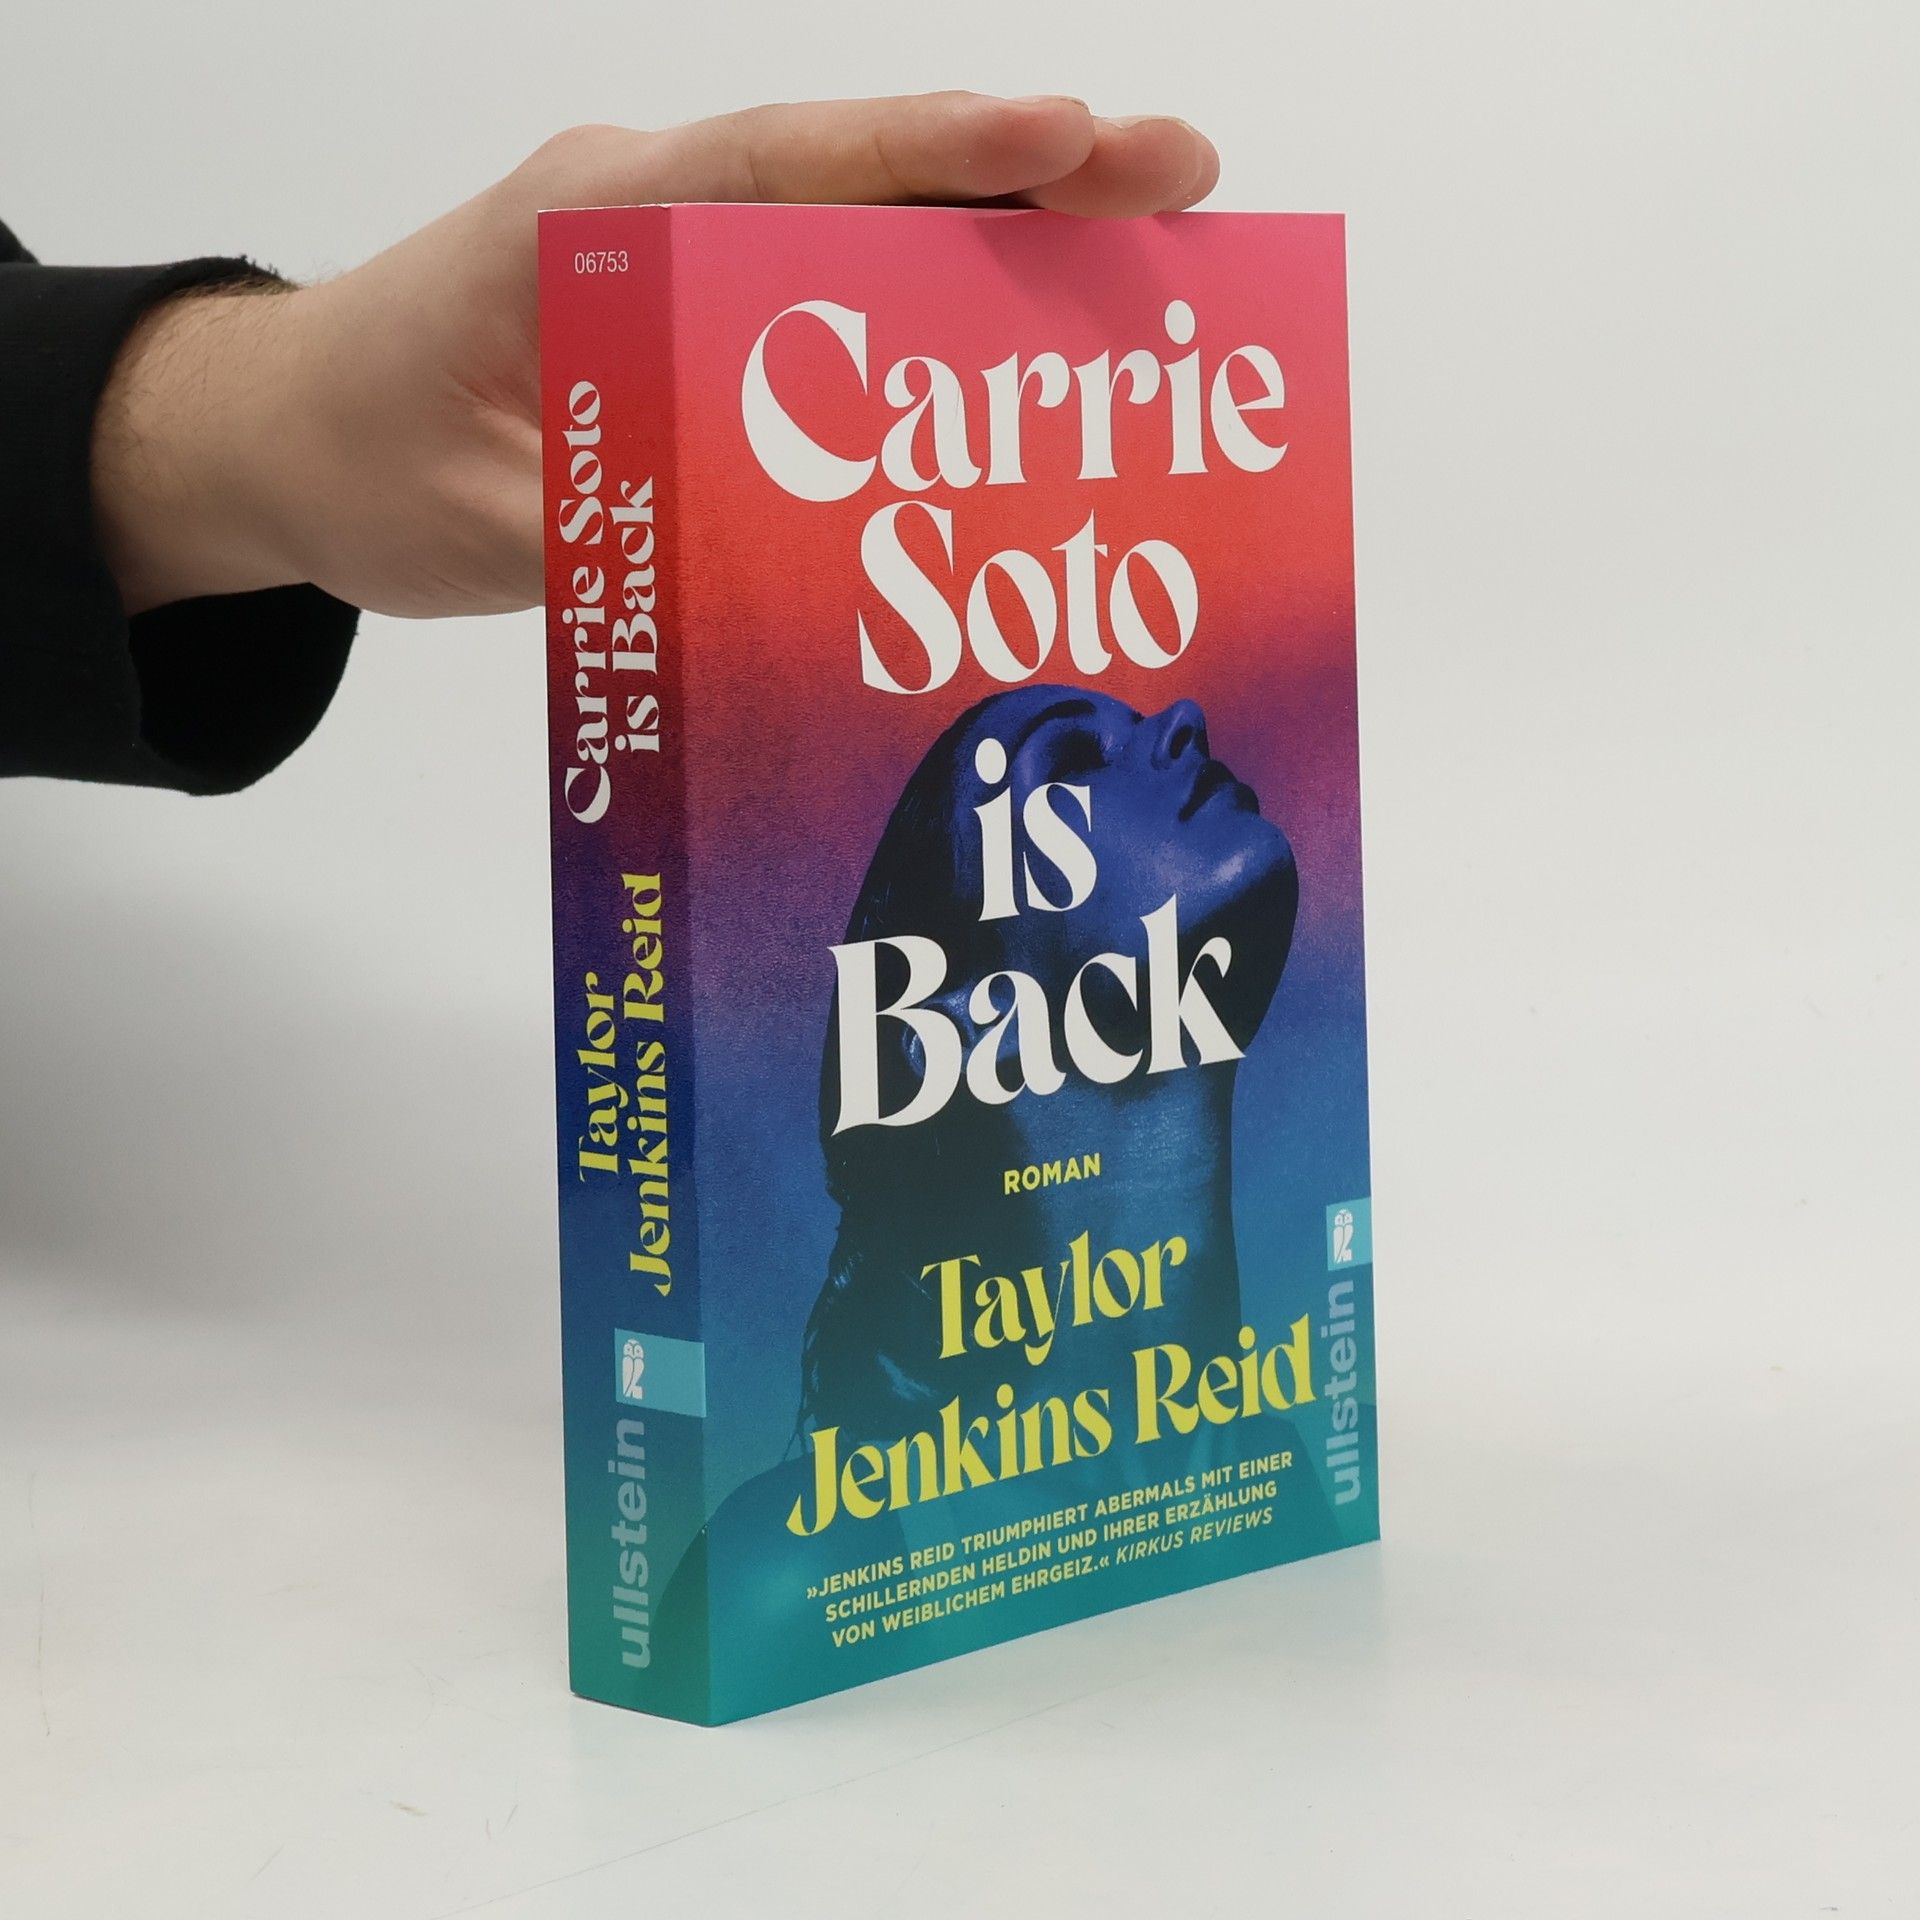 06753
Carrie Soto
is Back
Taylor
Jenkins Reid
ullstein
Carrie
Soto
is
Back
ROMAN
Taylor
Jenkins Reid
»JENKINS REID TRIUMPHIERT ABERMALS MIT EINER
SCHILLERNDEN HELDIN UND IHRER ERZÄHLUNG
VON WEIBLICHEM EHRGEIZ.« KIRKUS REVIEWS
ullstein